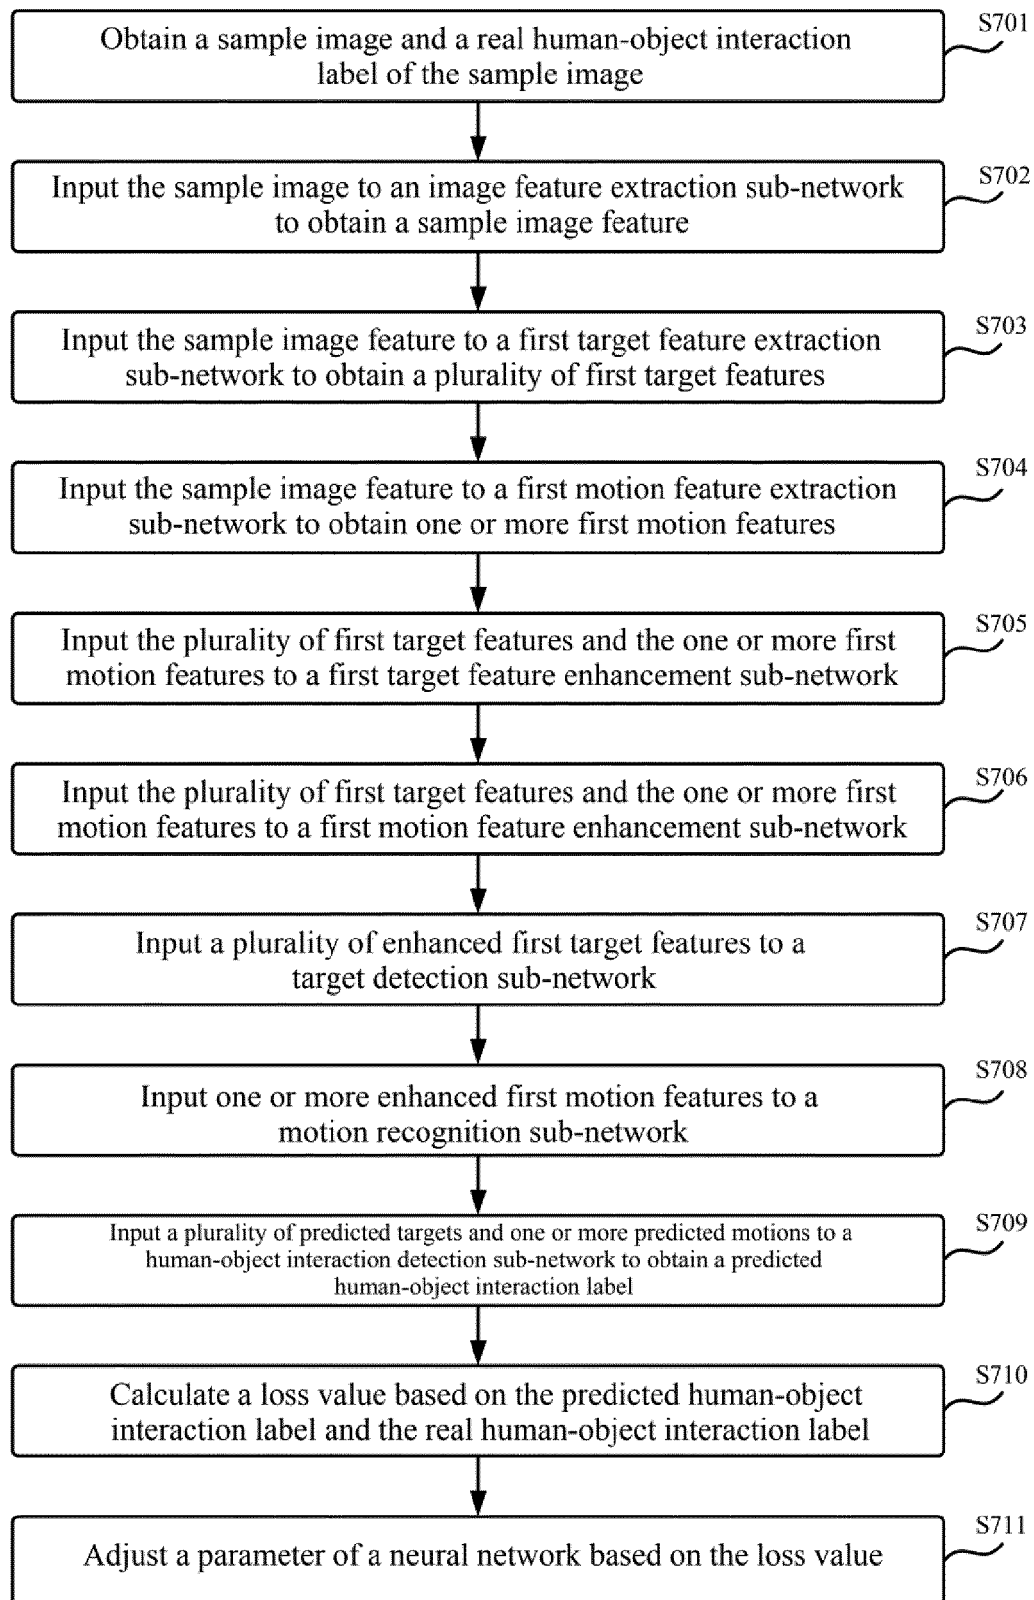 S701
Obtain a sample image and a real human-object interaction
label of the sample image
S702
Input the sample image to an image feature extraction sub-network
to obtain a sample image feature
S703
Input the sample image feature to a first target feature extraction
sub-network to obtain a plurality of first target features
S704
Input the sample image feature to a first motion feature extraction
sub-network to obtain one or more first motion features
S705
Input the plurality of first target features and the one or more first
motion features to a first target feature enhancement sub-network
S706
Input the plurality of first target features and the one or more first
motion features to a first motion feature enhancement sub-network
S707
Input a plurality of enhanced first target features to a
target detection sub-network
S708
Input one or more enhanced first motion features to a
motion recognition sub-network
S709
Input a plurality of predicted targets and one or more predicted motions to a
human-object interaction detection sub-network to obtain a predicted
human-object interaction label
S710
Calculate a loss value based on the predicted human-object
interaction label and the real human-object interaction label
S711
Adjust a parameter of a neural network based on the loss value